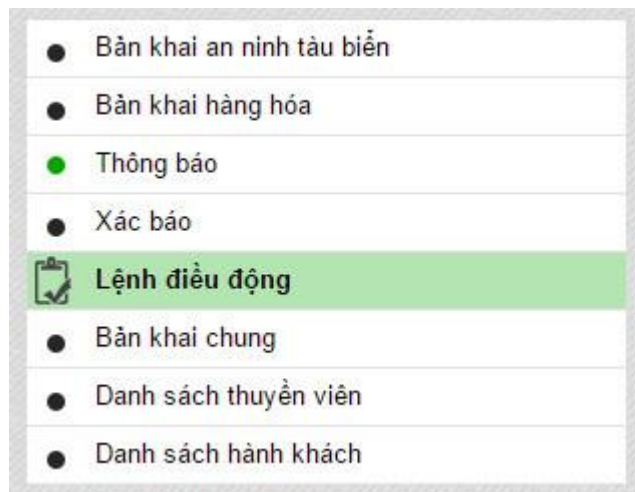 Bản khai an ninh tàu biển
Bản khai hàng hóa
Thông báo
Xác báo
Lệnh điều động
Bản khai chung
Danh sách thuyền viên
Danh sách hành khách